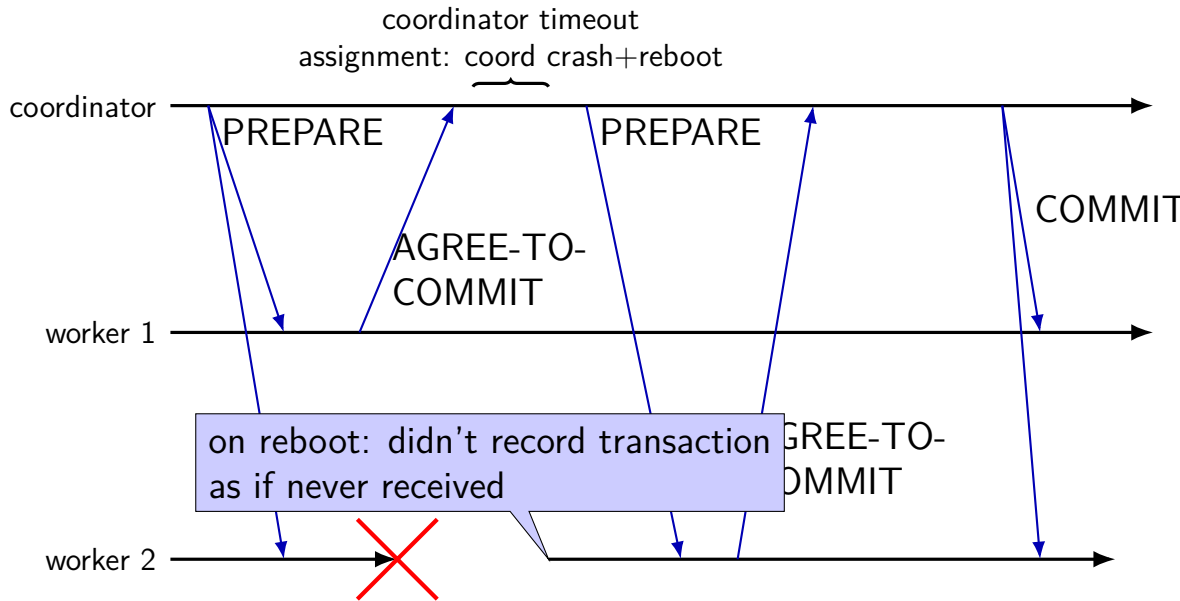 coordinator timeout
assignment: coord crash+reboot
coordinator
PREPARE
PREPARE
COMMIT
AGREE-TO-
COMMIT
worker 1
on reboot: didn't record transaction
as if never received
GREE-TO-
OMMIT
worker 2